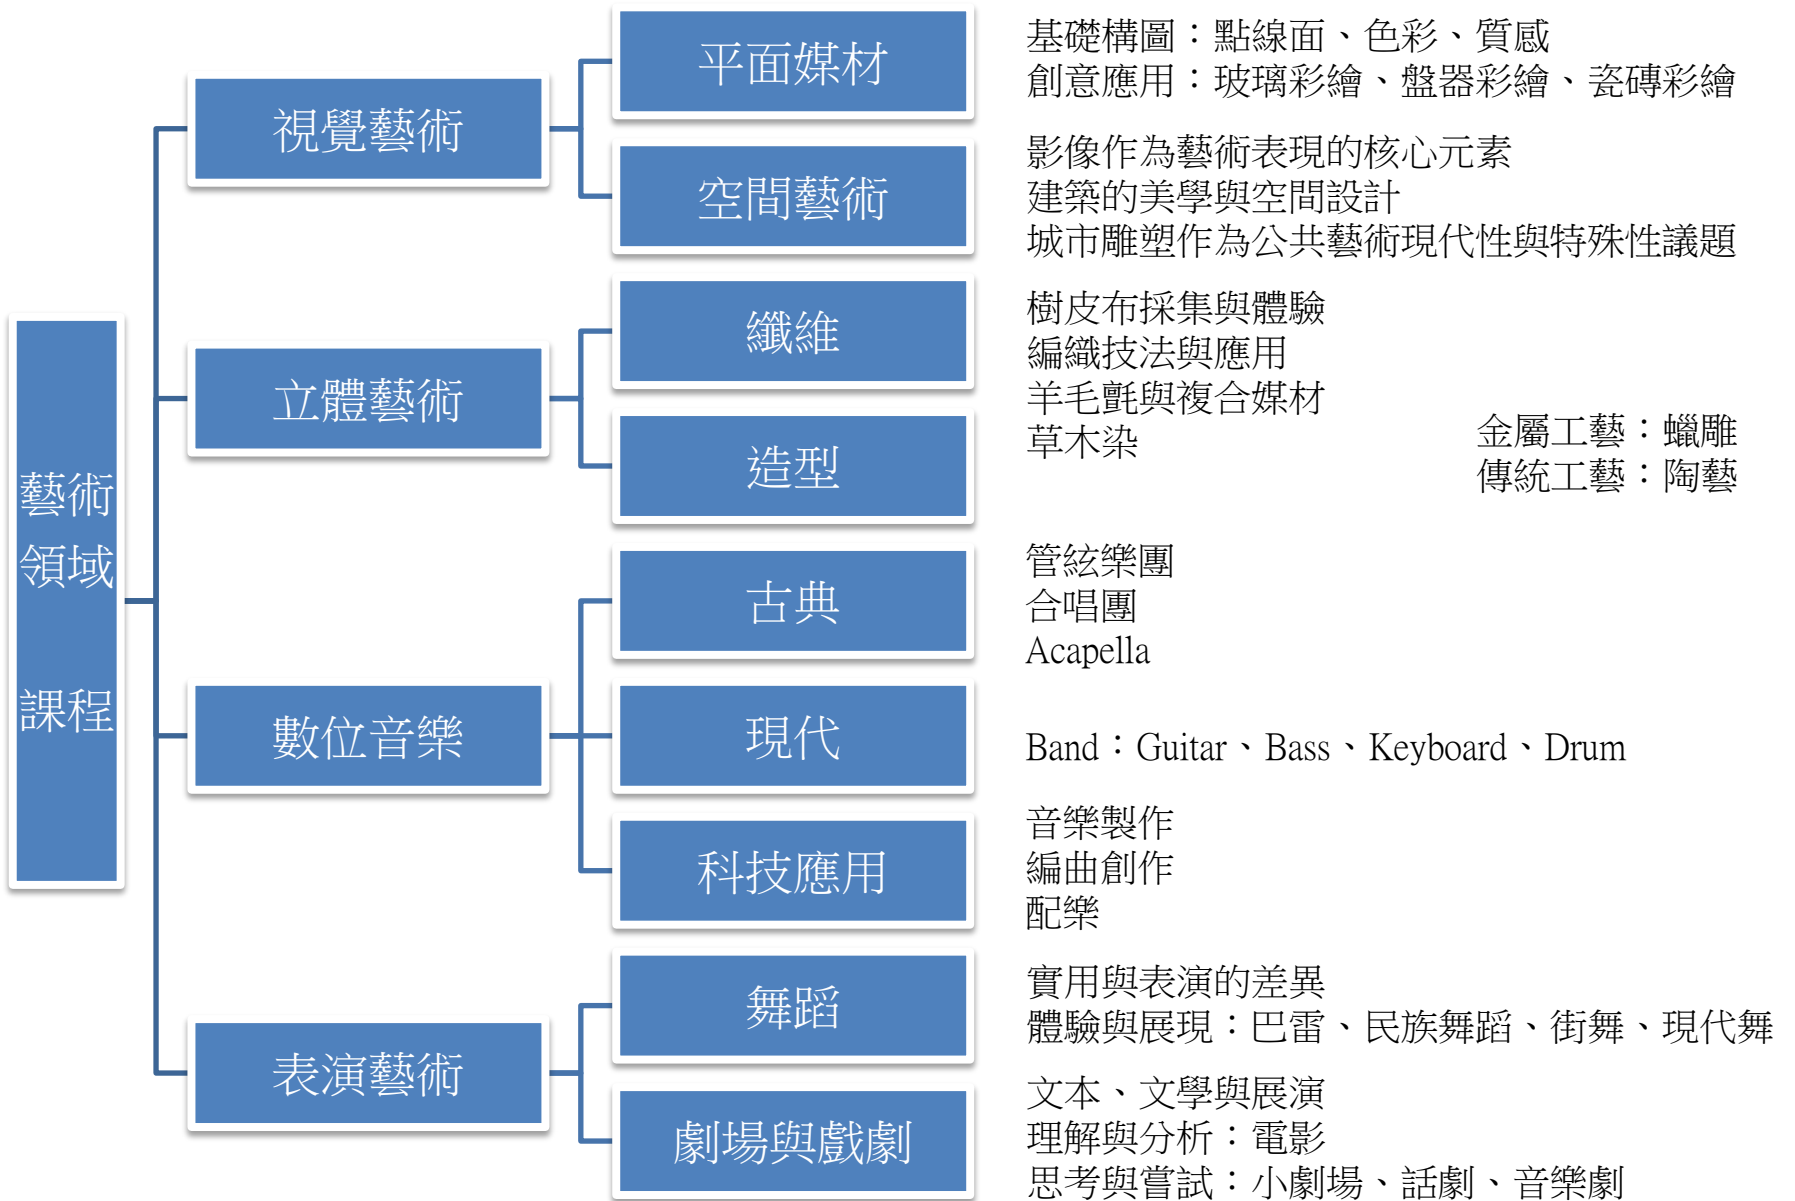 藝術
領域
課程
視覺藝術
平面媒材
基礎構圖：點線面、色彩、質感
創意應用：玻璃彩繪、盤器彩繪、瓷磚彩繪
空間藝術
影像作為藝術表現的核心元素
建築的美學與空間設計
城市雕塑作為公共藝術現代性與特殊性議題
立體藝術
纖維
樹皮布採集與體驗
編織技法與應用
羊毛氈與複合媒材
草木染
造型
金屬工藝：蠟雕
傳統工藝：陶藝
數位音樂
古典
管絃樂團
合唱團
Acapella
現代
Band：Guitar、Bass、Keyboard、Drum
科技應用
音樂製作
編曲創作
配樂
表演藝術
舞蹈
實用與表演的差異
體驗與展現：巴雷、民族舞蹈、街舞、現代舞
劇場與戲劇
文本、文學與展演
理解與分析：電影
思考與嘗試：小劇場、話劇、音樂劇